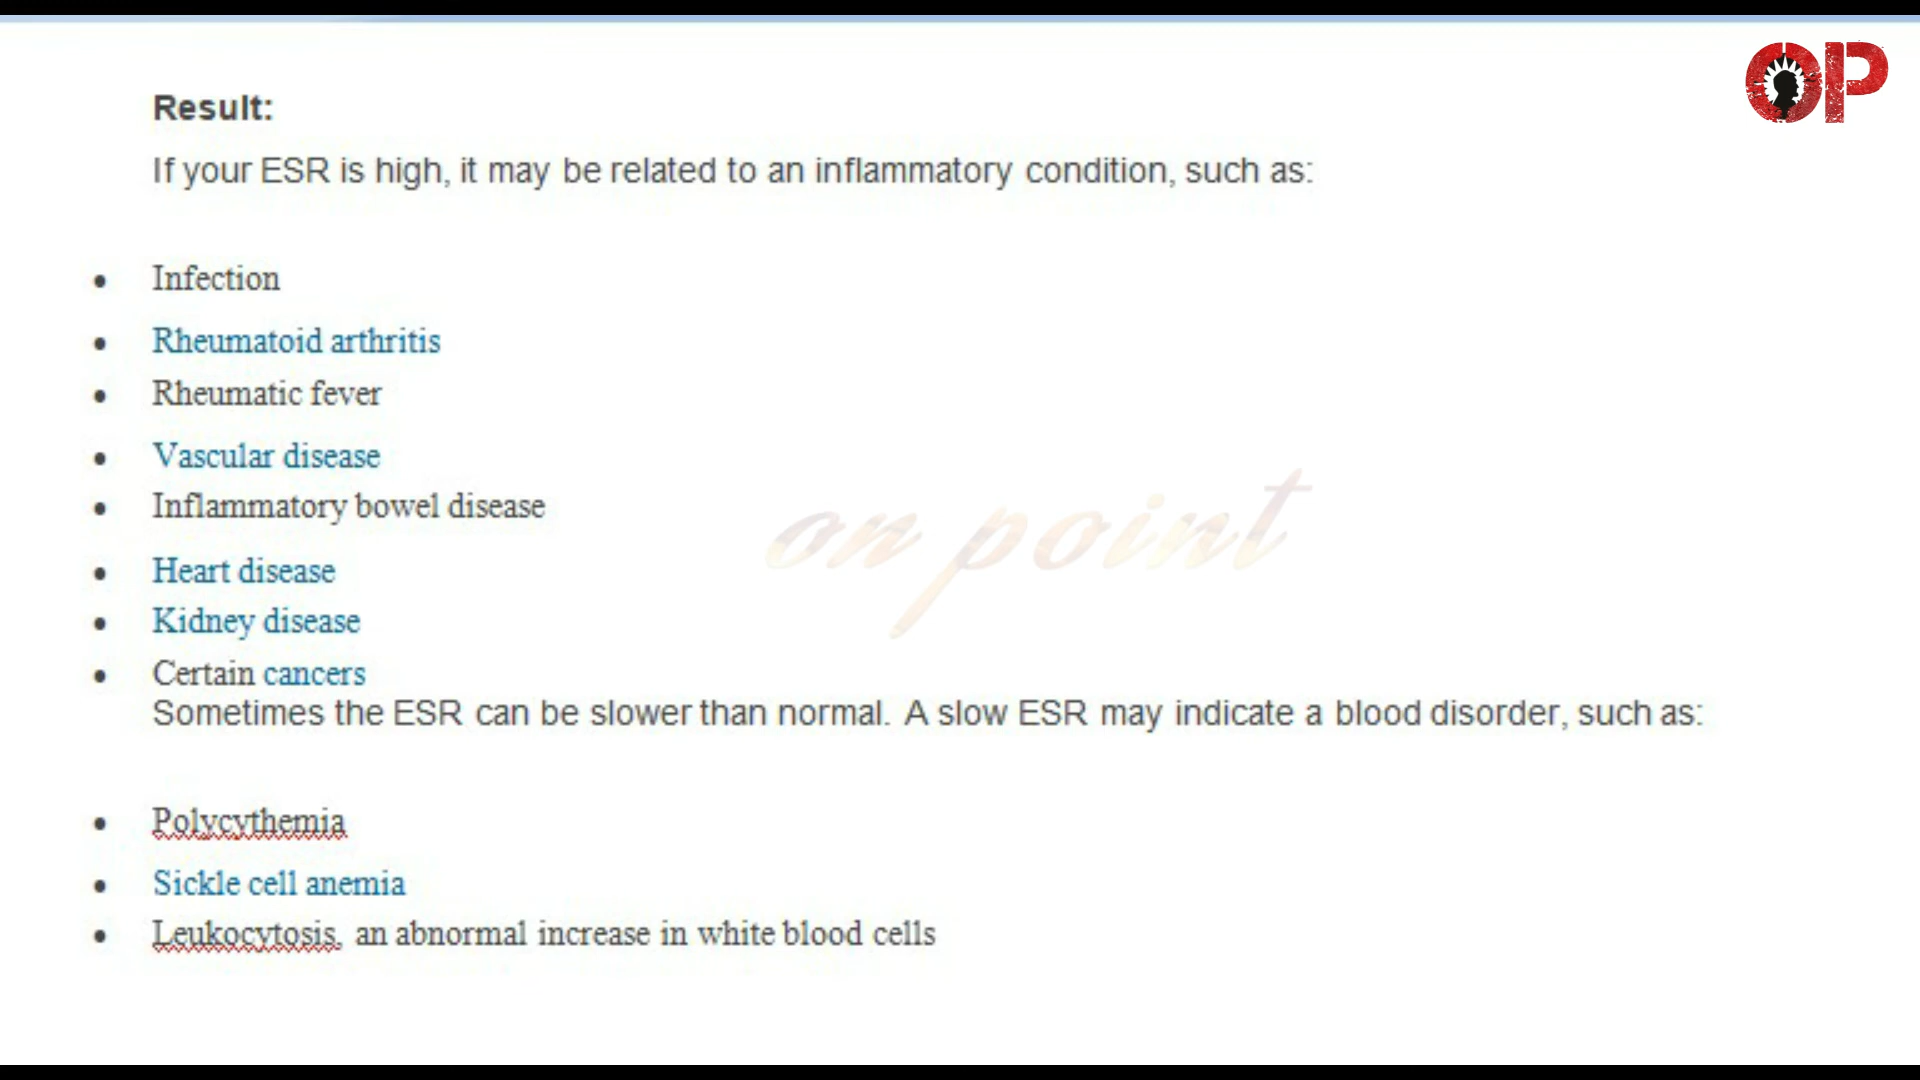 OP
Result:
If your ESR is high, it may be related to an inflammatory condition, such as:
• Infection
• Rheumatoid arthritis
• Rheumatic fever
• Vascular disease
• Inflammatory bowel disease
on point
• Heart disease
• Kidney disease
• Certain cancers
Sometimes the ESR can be slower than normal. A slow ESR may indicate a blood disorder, such as:
• Polycythemia
• Sickle cell anemia
• Leukocytosis, an abnormal increase in white blood cells